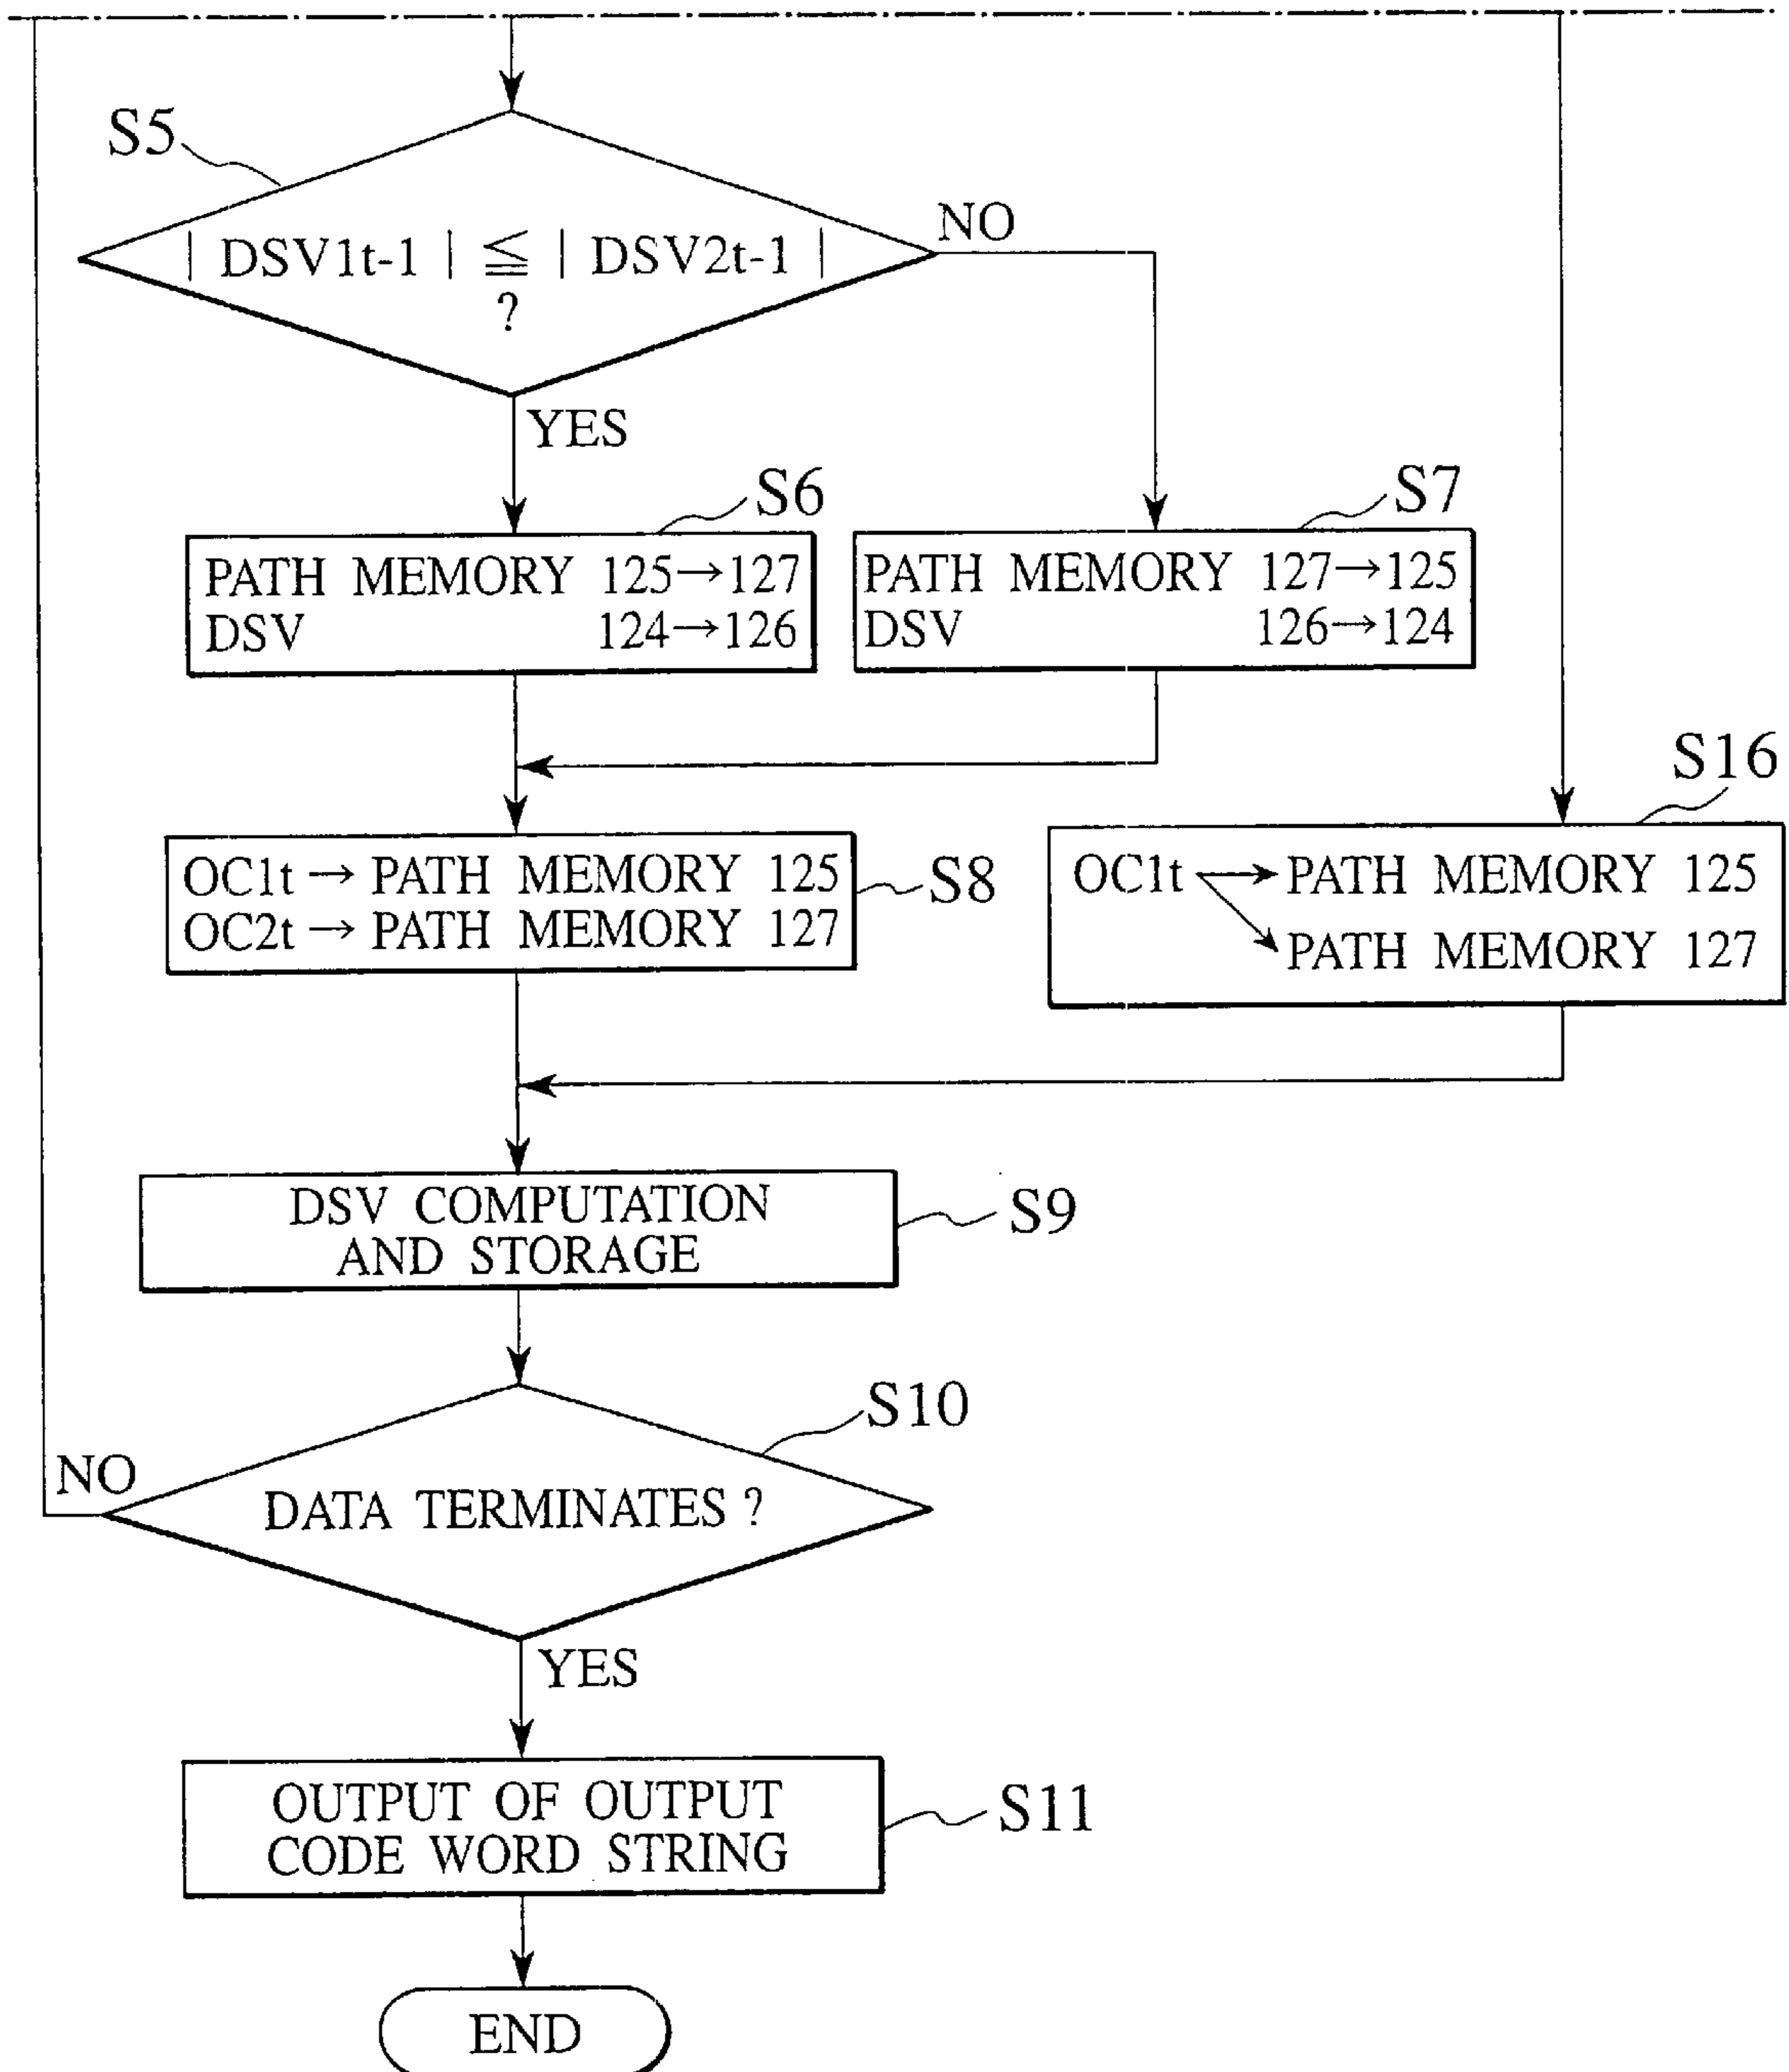 S5
| DSV1t-1 | ≦ | DSV2t-1 |
?
NO
YES
S6
PATH MEMORY 125→127
DSV 124→126
S7
PATH MEMORY 127→125
DSV 126→124
S16
OC1t → PATH MEMORY 125
PATH MEMORY 127
OC1t → PATH MEMORY 125
OC2t → PATH MEMORY 127
S8
DSV COMPUTATION
AND STORAGE
S9
S10
NO
DATA TERMINATES ?
YES
OUTPUT OF OUTPUT
CODE WORD STRING
S11
END